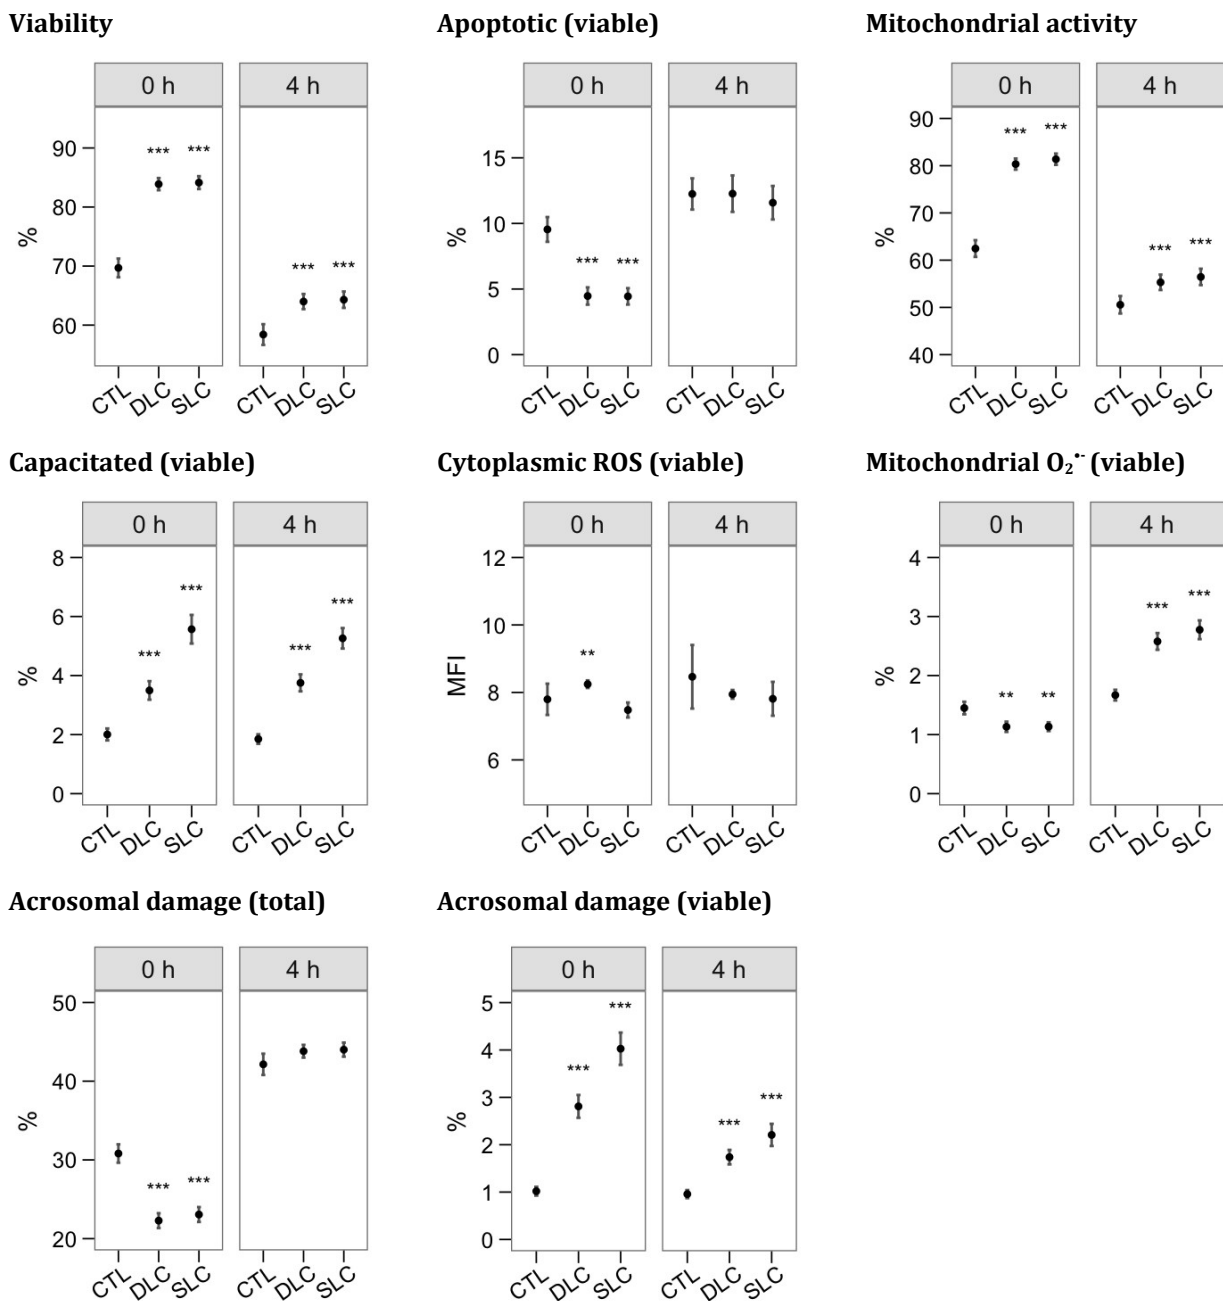 Viability
0 h 4 h
*** ***
*** ***
90
80
70
60
%
CTL DLC SLC CTL DLC SLC
Apoptotic (viable)
0 h 4 h
*** ***
15
10
5
0
%
CTL DLC SLC CTL DLC SLC
Mitochondrial activity
0 h 4 h
*** ***
*** ***
90
80
70
60
50
40
%
CTL DLC SLC CTL DLC SLC
Capacitated (viable)
0 h 4 h
*** ***
*** ***
8
6
4
2
0
%
CTL DLC SLC CTL DLC SLC
Cytoplasmic ROS (viable)
0 h 4 h
**
12
10
8
6
MFI
CTL DLC SLC CTL DLC SLC
Mitochondrial O₂•- (viable)
0 h 4 h
** **
*** ***
4
3
2
1
0
%
CTL DLC SLC CTL DLC SLC
Acrosomal damage (total)
0 h 4 h
*** ***
50
40
30
20
%
CTL DLC SLC CTL DLC SLC
Acrosomal damage (viable)
0 h 4 h
*** ***
*** ***
5
4
3
2
1
0
%
CTL DLC SLC CTL DLC SLC